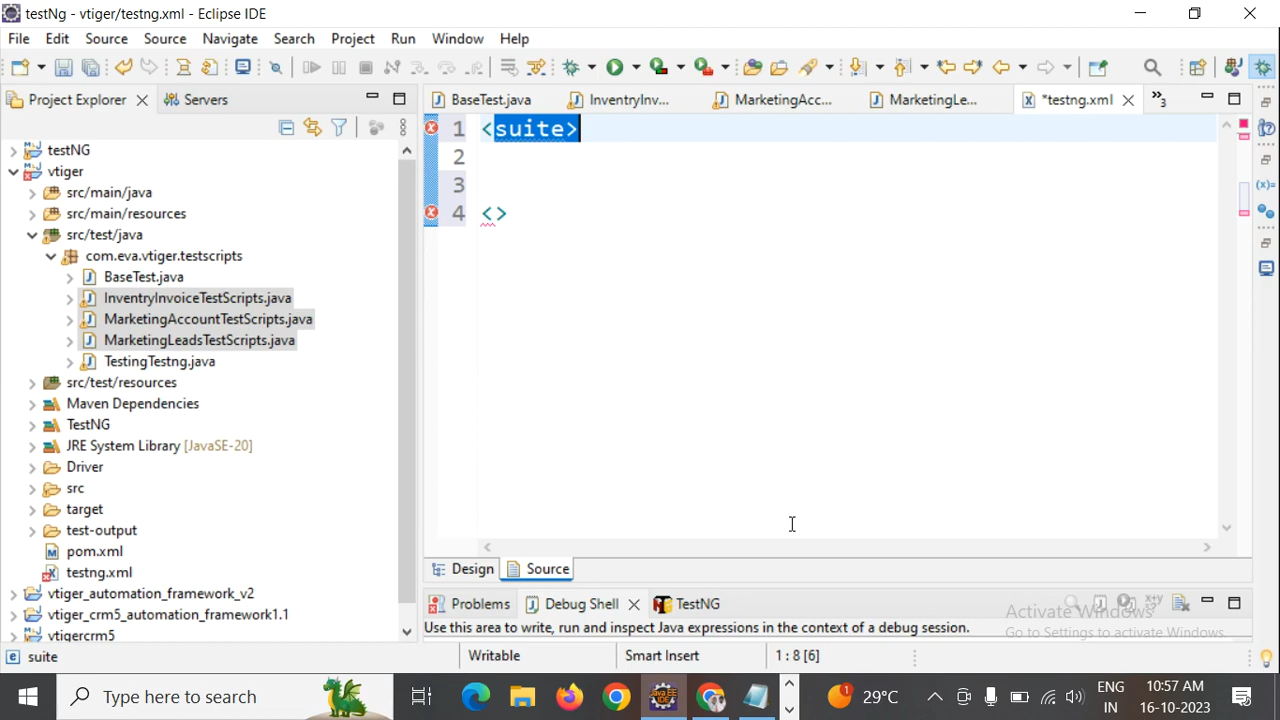 testNg - vtiger/testng.xml - Eclipse IDE
File Edit Source Source Navigate Search Project Run Window Help
Project Explorer Servers
BaseTest.java InventryInv... MarketingAcc... MarketingLe... *testng.xml 3
testNG
vtiger
src/main/java
src/main/resources
src/test/java
com.eva.vtiger.testscripts
BaseTest.java
InventryInvoiceTestScripts.java
MarketingAccountTestScripts.java
MarketingLeadsTestScripts.java
TestingTestng.java
src/test/resources
Maven Dependencies
TestNG
JRE System Library [JavaSE-20]
Driver
src
target
test-output
pom.xml
testng.xml
vtiger_automation_framework_v2
vtiger_crm5_automation_framework1.1
vtigercrm5
1 <suite>
2
3
4 <>
Design Source
Problems Debug Shell TestNG
Use this area to write, run and inspect Java expressions in the context of a debug session.
Activate Windows
Go to Settings to activate Windows.
suite Writable Smart Insert 1 : 8 [6]
Type here to search
1 29°C
ENG
IN
10:57 AM
16-10-2023